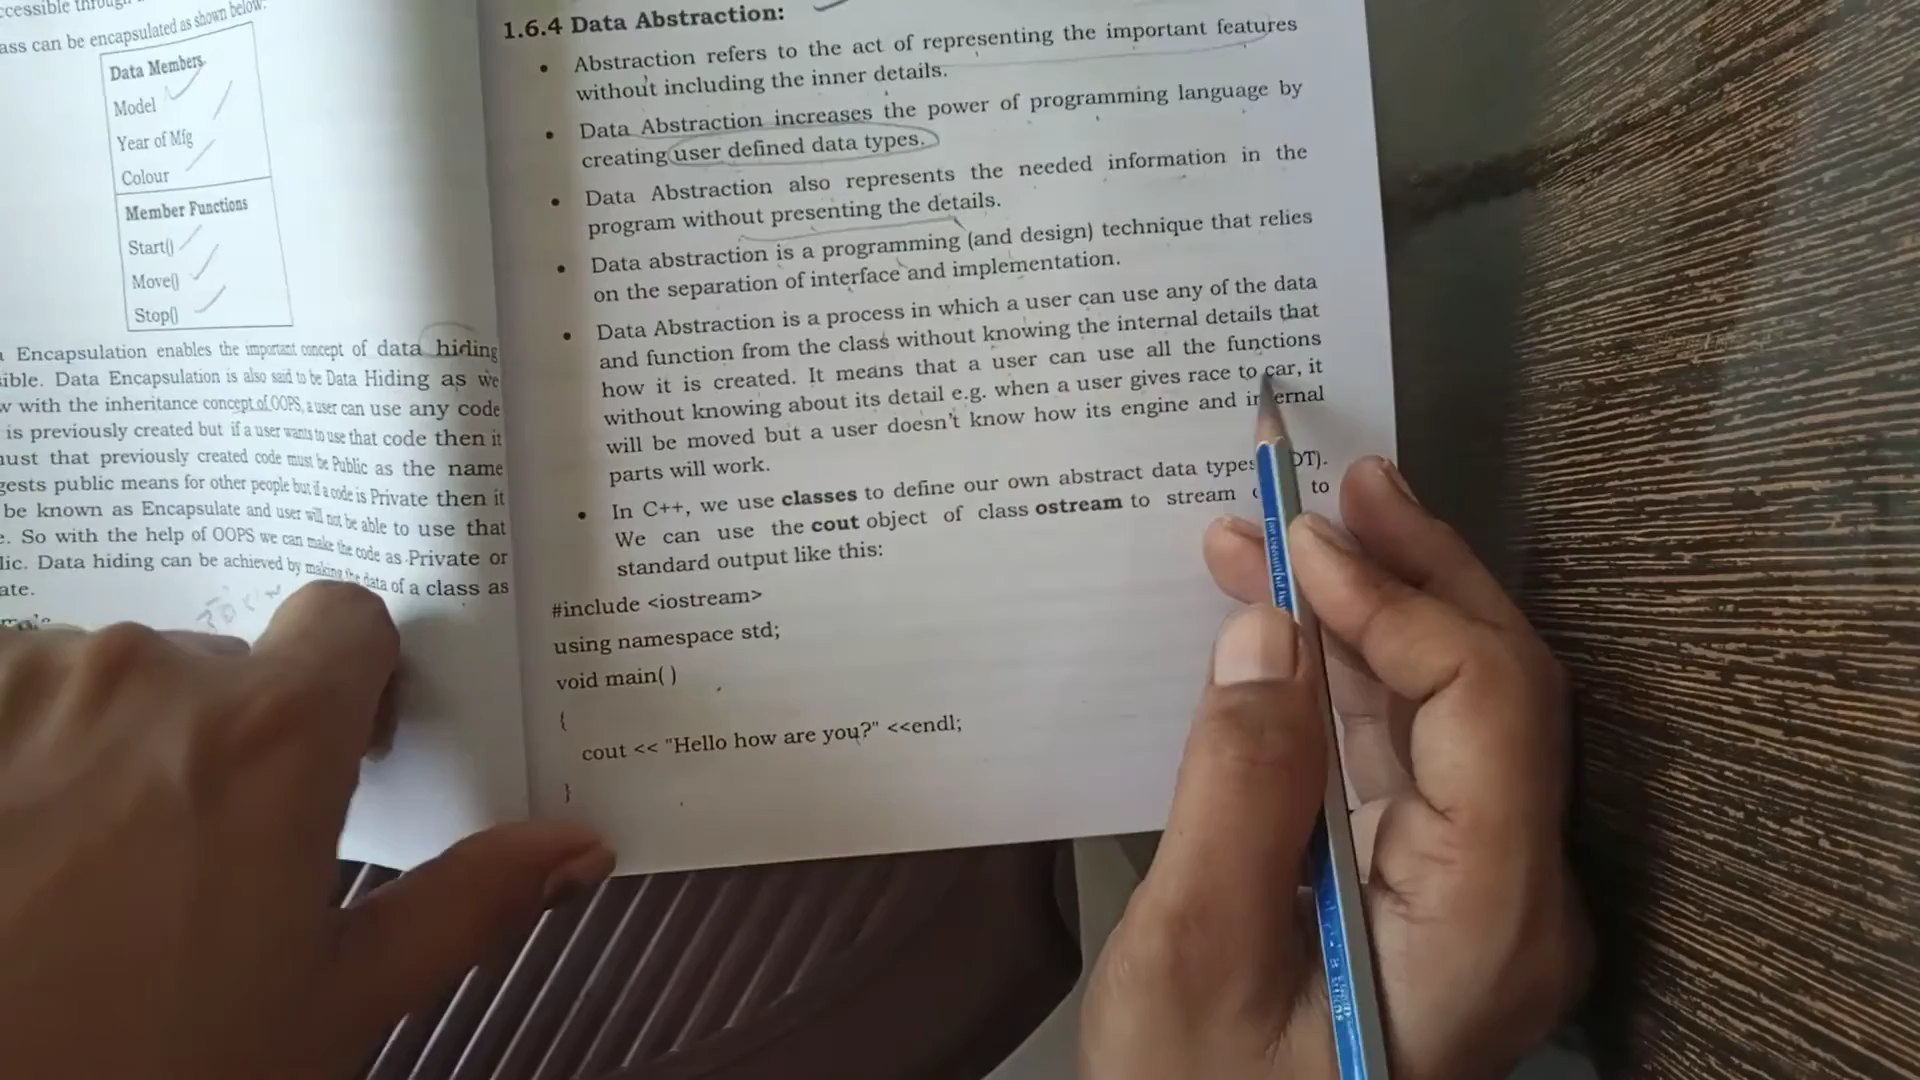 ccessible through
ass can be encapsulated as shown below.
Data Members
Model
Year of Mfg
Colour
Member Functions
Start()
Move()
Stop()
Encapsulation enables the important concept of data hiding
ible. Data Encapsulation is also said to be Data Hiding as we
w with the inheritance concept of OOPS, a user can use any code
is previously created but if a user wants to use that code then it
ust that previously created code must be Public as the name
gests public means for other people but if a code is Private then it
be known as Encapsulate and user will not be able to use that
e. So with the help of OOPS we can make the code as Private or
lic. Data hiding can be achieved by making the data of a class as
ate.
1.6.4 Data Abstraction:
• Abstraction refers to the act of representing the important features
without including the inner details.
• Data Abstraction increases the power of programming language by
creating user defined data types.
• Data Abstraction also represents the needed information in the
program without presenting the details.
• Data abstraction is a programming (and design) technique that relies
on the separation of interface and implementation.
• Data Abstraction is a process in which a user can use any of the data
and function from the class without knowing the internal details that
how it is created. It means that a user can use all the functions
without knowing about its detail e.g. when a user gives race to car, it
will be moved but a user doesn't know how its engine and internal
parts will work.
• In C++, we use classes to define our own abstract data types DT).
We can use the cout object of class ostream to stream to
standard output like this:
#include <iostream>
using namespace std;
void main( )
{
cout << "Hello how are you?" <<endl;
}